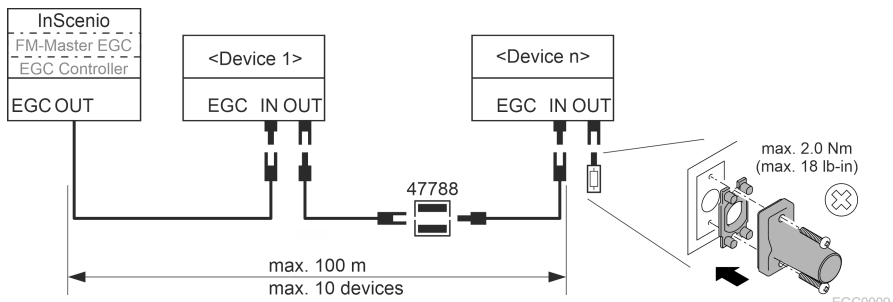 InScenio
FM-Master EGC
EGC Controller
EGC OUT
<Device 1>
EGC IN OUT
<Device n>
EGC IN OUT
47788
max. 100 m
max. 10 devices
max. 2.0 Nm
(max. 18 lb-in)